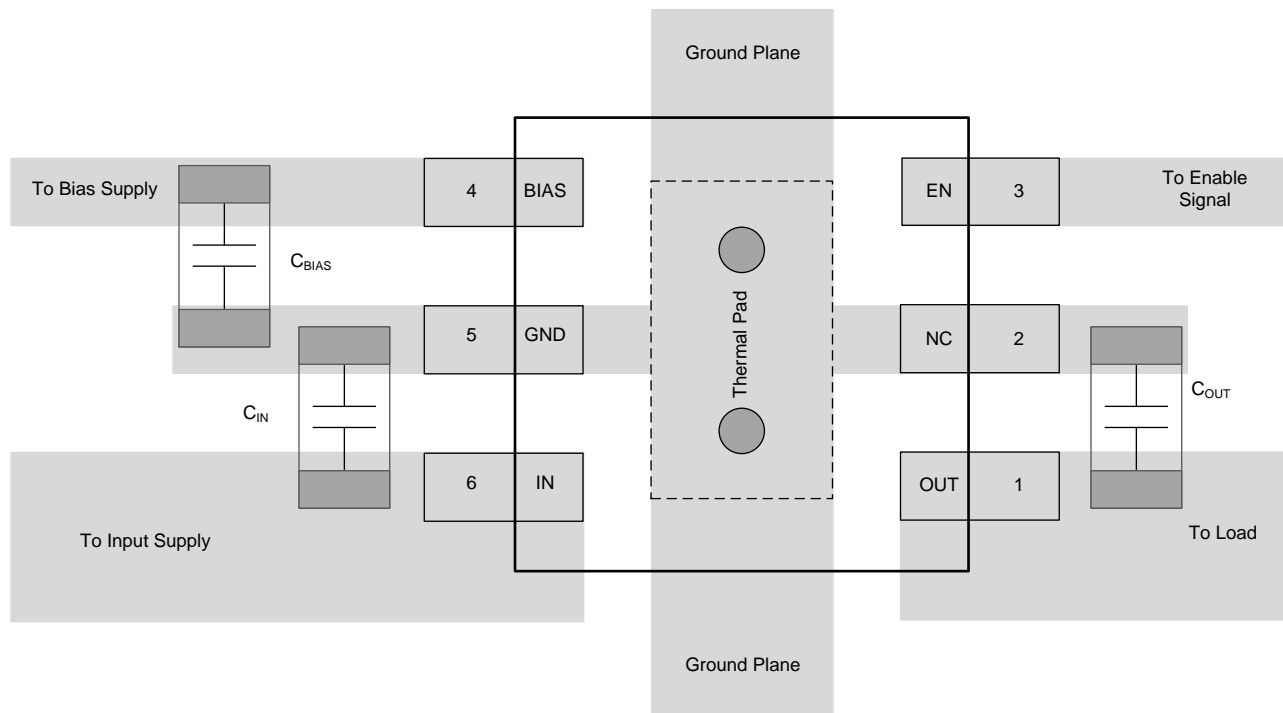 Ground Plane
To Bias Supply
4
BIAS
EN
3
To Enable
Signal
CBIAS
5
GND
Thermal Pad
NC
2
CIN
COUT
6
IN
OUT
1
To Input Supply
To Load
Ground Plane